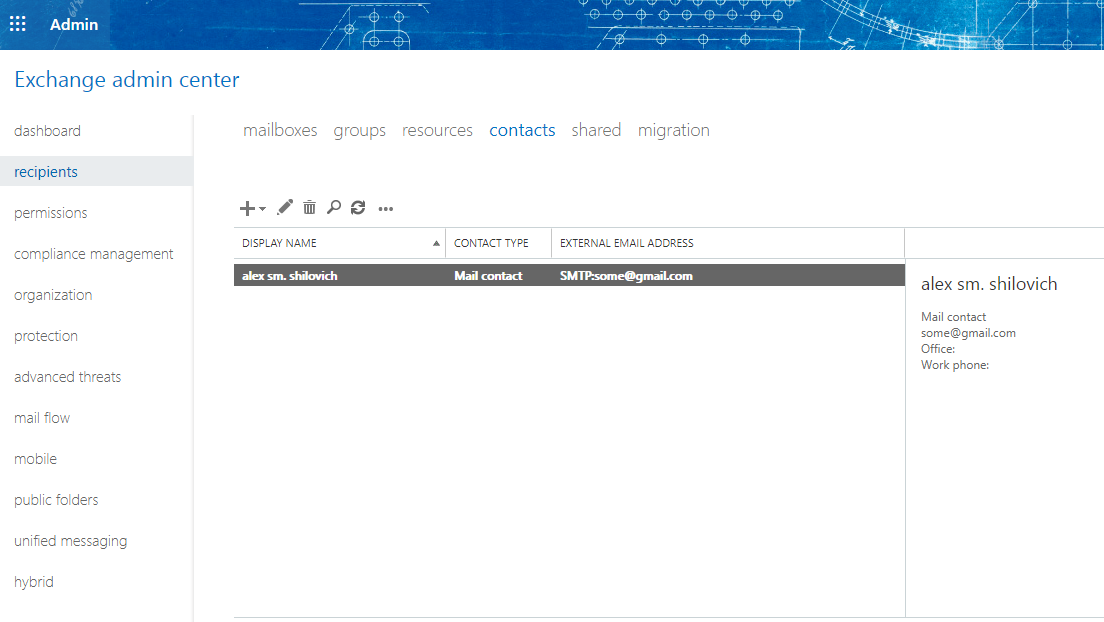 Admin
Exchange admin center
dashboard
recipients
permissions
compliance management
organization
protection
advanced threats
mail flow
mobile
public folders
unified messaging
hybrid
mailboxes groups resources contacts shared migration
DISPLAY NAME CONTACT TYPE EXTERNAL EMAIL ADDRESS
alex sm. shilovich Mail contact SMTP:some@gmail.com
alex sm. shilovich
Mail contact
some@gmail.com
Office:
Work phone: